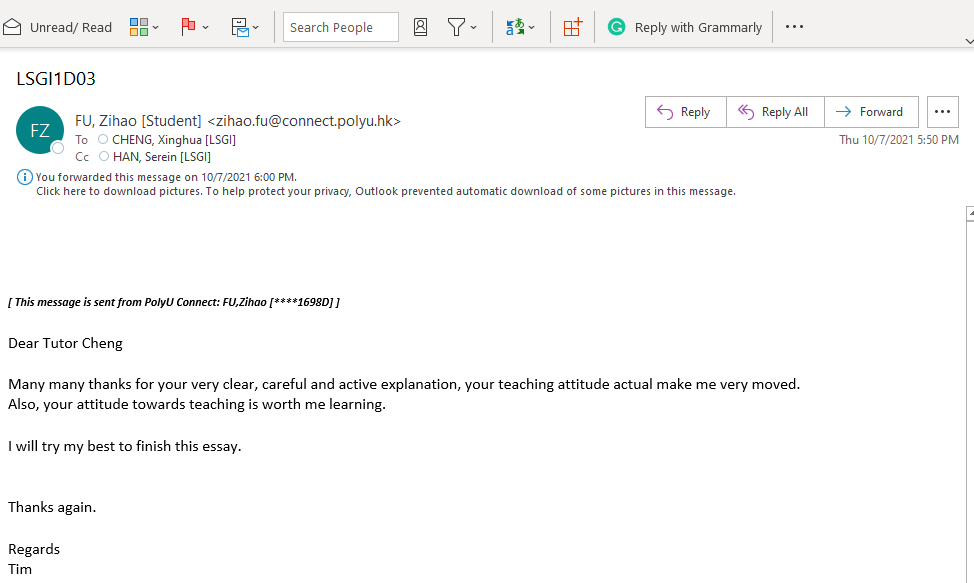 Unread/ Read
Search People
Reply with Grammarly
LSGI1D03
FZ
FU, Zihao [Student] <zihao.fu@connect.polyu.hk>
Reply
Reply All
Forward
To CHENG, Xinghua [LSGI]
Thu 10/7/2021 5:50 PM
Cc HAN, Serein [LSGI]
You forwarded this message on 10/7/2021 6:00 PM.
Click here to download pictures. To help protect your privacy, Outlook prevented automatic download of some pictures in this message.
[ This message is sent from PolyU Connect: FU,Zihao [****1698D] ]
Dear Tutor Cheng
Many many thanks for your very clear, careful and active explanation, your teaching attitude actual make me very moved.
Also, your attitude towards teaching is worth me learning.
I will try my best to finish this essay.
Thanks again.
Regards
Tim